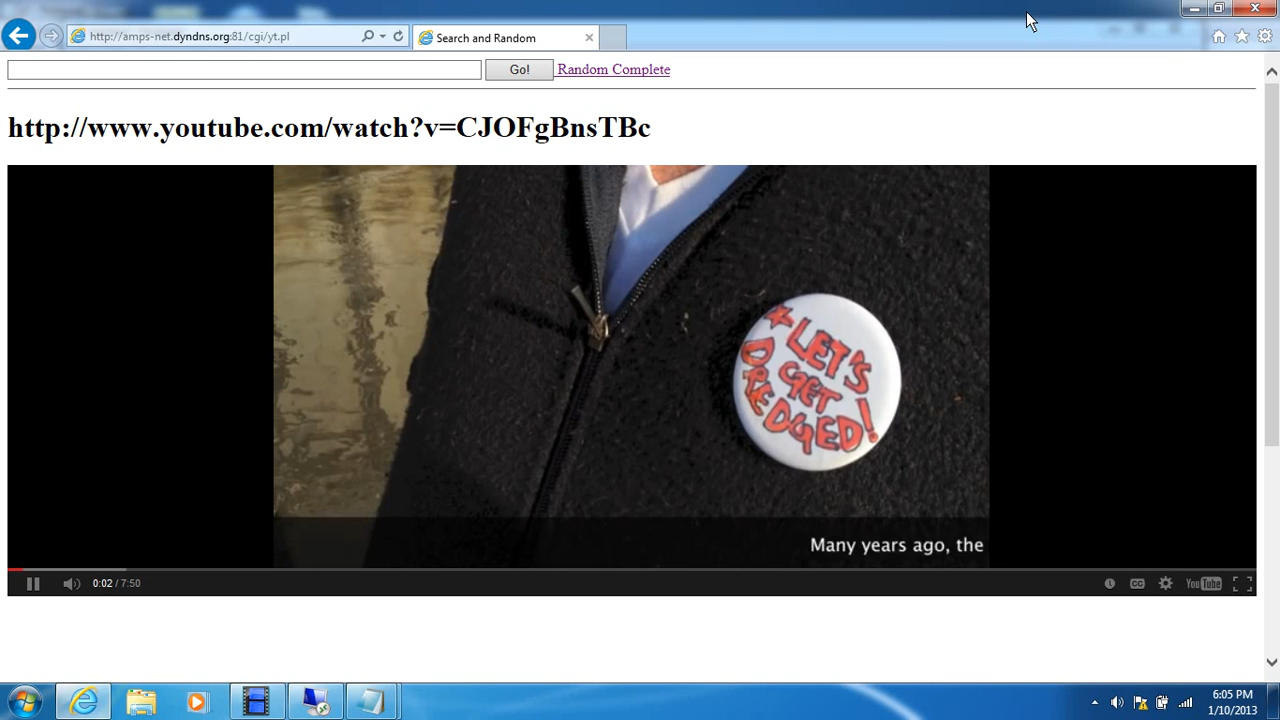 http://amps-net.dyndns.org:81/cgi/yt.pl
Search and Random
Go!
Random Complete
http://www.youtube.com/watch?v=CJOFgBnsTBc
LET'S
GET
DREDGED!
Many years ago, the
0:02 / 7:50
CC
YouTube
6:05 PM
1/10/2013